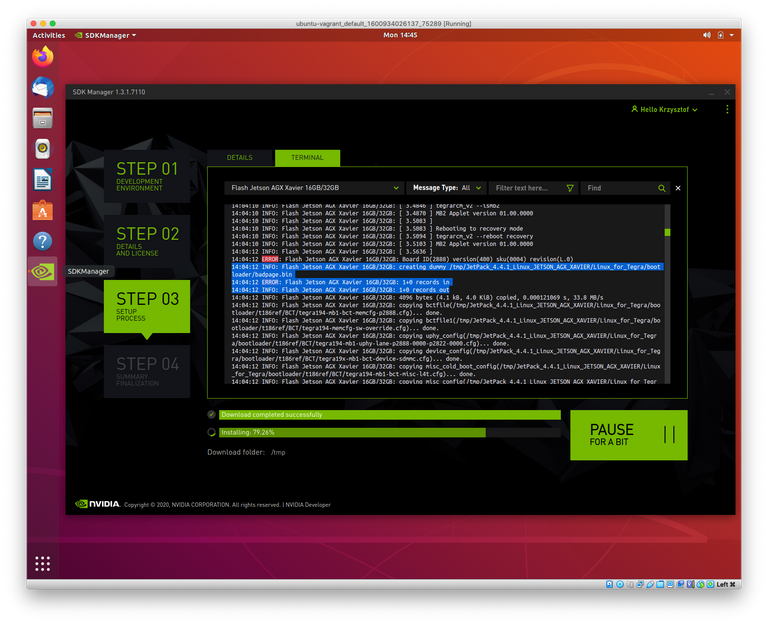 ubuntu-vagrant_default_1600934026137_75289 [Running]
Activities SDKManager Mon 14:45
SDK Manager 1.3.1.7110
Hello Krzysztof
STEP 01
DEVELOPMENT
ENVIRONMENT
STEP 02
DETAILS
AND LICENSE
SDKManager
STEP 03
SETUP
PROCESS
STEP 04
SUMMARY
FINALIZATION
DETAILS TERMINAL
Flash Jetson AGX Xavier 16GB/32GB Message Type: All Filter text here... Find
14:04:10 INFO: Flash Jetson AGX Xavier 16GB/32GB: [ 3.4846 ] tegrarcm_v2 --ismb2
14:04:10 INFO: Flash Jetson AGX Xavier 16GB/32GB: [ 3.4870 ] MB2 Applet version 01.00.0000
14:04:10 INFO: Flash Jetson AGX Xavier 16GB/32GB: [ 3.5083 ]
14:04:10 INFO: Flash Jetson AGX Xavier 16GB/32GB: [ 3.5083 ] Rebooting to recovery mode
14:04:10 INFO: Flash Jetson AGX Xavier 16GB/32GB: [ 3.5094 ] tegrarcm_v2 --reboot recovery
14:04:10 INFO: Flash Jetson AGX Xavier 16GB/32GB: [ 3.5103 ] MB2 Applet version 01.00.0000
14:04:10 INFO: Flash Jetson AGX Xavier 16GB/32GB: [ 3.5636 ]
14:04:12 ERROR: Flash Jetson AGX Xavier 16GB/32GB: Board ID(2888) version(400) sku(0004) revision(L.0)
14:04:12 INFO: Flash Jetson AGX Xavier 16GB/32GB: creating dummy /tmp/JetPack_4.4.1_Linux_JETSON_AGX_XAVIER/Linux_for_Tegra/boot
loader/badpage.bin
14:04:12 ERROR: Flash Jetson AGX Xavier 16GB/32GB: 1+0 records in
14:04:12 INFO: Flash Jetson AGX Xavier 16GB/32GB: 1+0 records out
14:04:12 INFO: Flash Jetson AGX Xavier 16GB/32GB: 4096 bytes (4.1 kB, 4.0 KiB) copied, 0.000121069 s, 33.8 MB/s
14:04:12 INFO: Flash Jetson AGX Xavier 16GB/32GB: copying bctfile(/tmp/JetPack_4.4.1_Linux_JETSON_AGX_XAVIER/Linux_for_Tegra/boo
tloader/t186ref/BCT/tegra194-mb1-bct-memcfg-p2888.cfg)... done.
14:04:12 INFO: Flash Jetson AGX Xavier 16GB/32GB: copying bctfile1(/tmp/JetPack_4.4.1_Linux_JETSON_AGX_XAVIER/Linux_for_Tegra/bo
otloader/t186ref/BCT/tegra194-memcfg-sw-override.cfg)... done.
14:04:12 INFO: Flash Jetson AGX Xavier 16GB/32GB: copying uphy_config(/tmp/JetPack_4.4.1_Linux_JETSON_AGX_XAVIER/Linux_for_Tegr
a/bootloader/t186ref/BCT/tegra194-mb1-uphy-lane-p2888-0000-p2822-0000.cfg)... done.
14:04:12 INFO: Flash Jetson AGX Xavier 16GB/32GB: copying device_config(/tmp/JetPack_4.4.1_Linux_JETSON_AGX_XAVIER/Linux_for_Teg
ra/bootloader/t186ref/BCT/tegra19x-mb1-bct-device-sdmmc.cfg)... done.
14:04:12 INFO: Flash Jetson AGX Xavier 16GB/32GB: copying misc_cold_boot_config(/tmp/JetPack_4.4.1_Linux_JETSON_AGX_XAVIER/Linux
_for_Tegra/bootloader/t186ref/BCT/tegra194-mb1-bct-misc-l4t.cfg)... done.
14:04:12 INFO: Flash Jetson AGX Xavier 16GB/32GB: copying misc_config(/tmp/JetPack_4.4.1_Linux_JETSON_AGX_XAVIER/Linux_for_Tegr
Download completed successfully
Installing: 79.26%
PAUSE
FOR A BIT
Download folder: /tmp
NVIDIA. Copyright © 2020, NVIDIA CORPORATION. All rights reserved. | NVIDIA Developer
Left ⌘